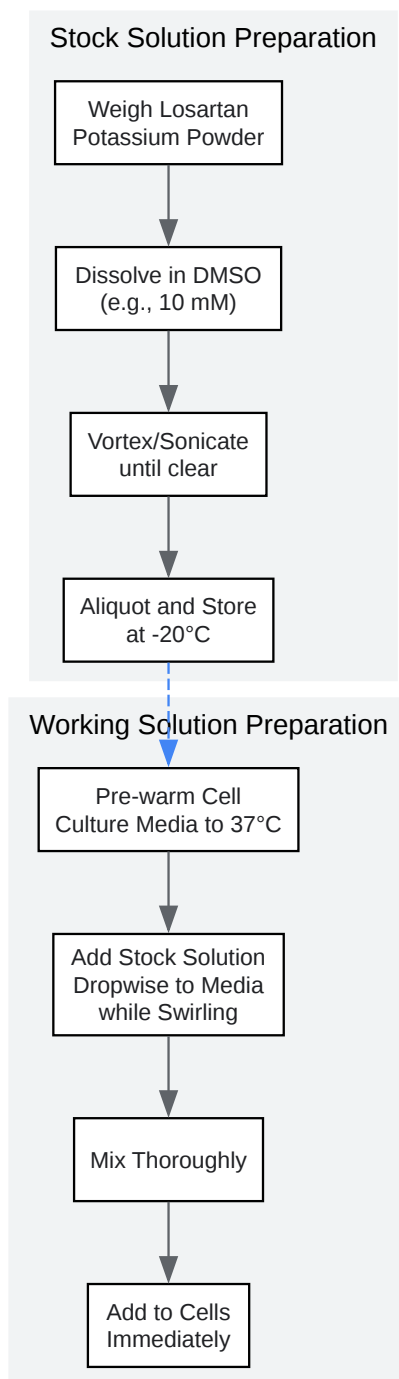 Stock Solution Preparation
Weigh Losartan
Potassium Powder
Dissolve in DMSO
(e.g., 10 mM)
Vortex/Sonicate
until clear
Aliquot and Store
at -20°C
Working Solution Preparation
Pre-warm Cell
Culture Media to 37°C
Add Stock Solution
Dropwise to Media
while Swirling
Mix Thoroughly
Add to Cells
Immediately